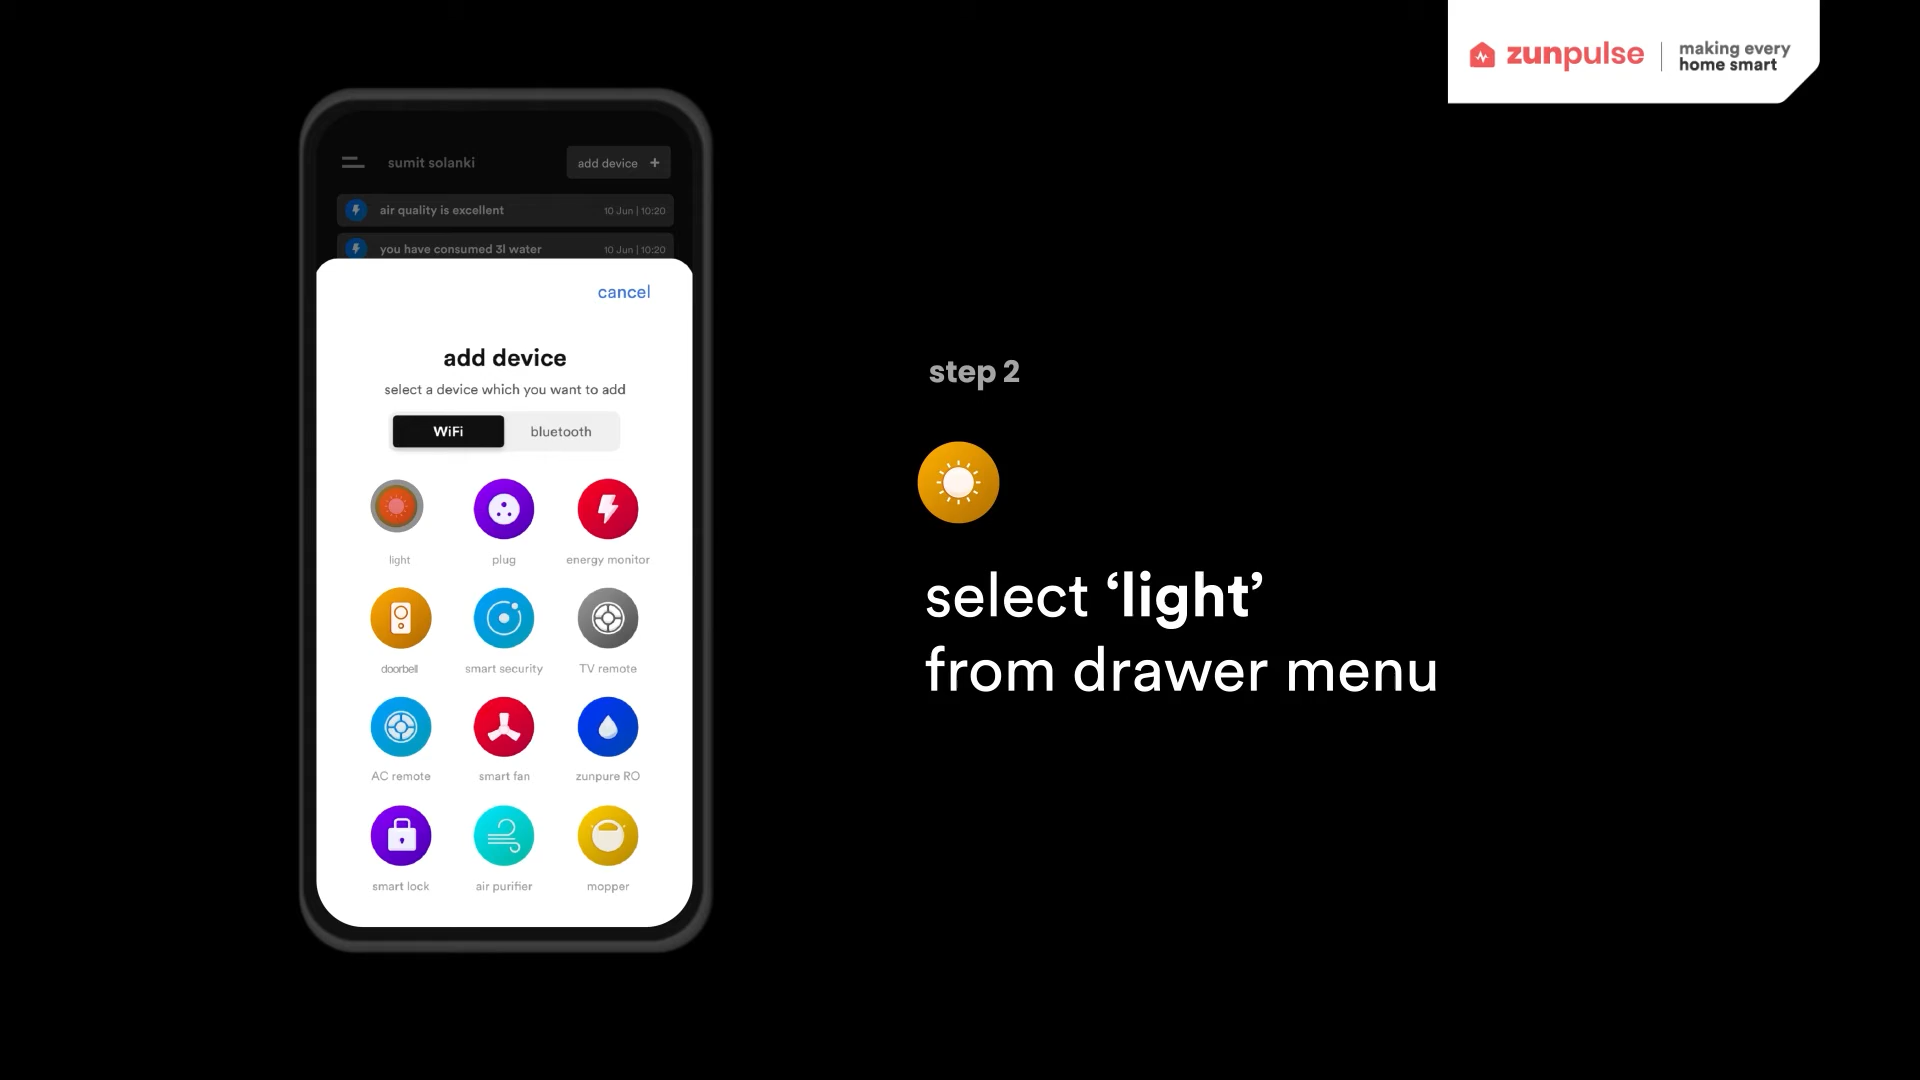 zunpulse
making every
home smart
sumit solanki
add device +
air quality is excellent
10 Jun | 10:20
you have consumed 3l water
10 Jun | 10:20
cancel
add device
select a device which you want to add
WiFi
bluetooth
light
plug
energy monitor
doorbell
smart security
TV remote
AC remote
smart fan
zunpure RO
smart lock
air purifier
mopper
step 2
select ‘light’
from drawer menu